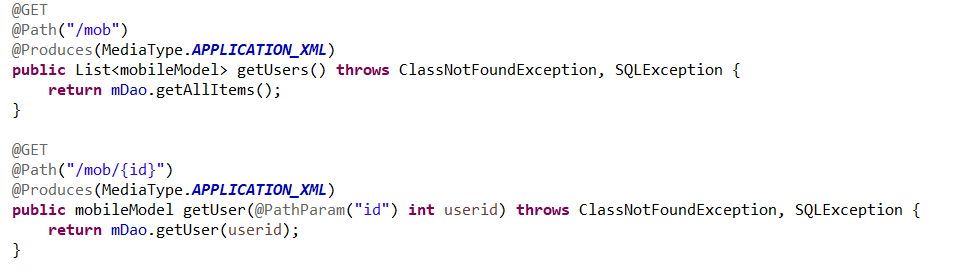 @GET
@Path("/mob")
@Produces(MediaType.APPLICATION_XML)
public List<mobileModel> getUsers() throws ClassNotFoundException, SQLException {
    return mDao.getAllItems();
}

@GET
@Path("/mob/{id}")
@Produces(MediaType.APPLICATION_XML)
public mobileModel getUser(@PathParam("id") int userid) throws ClassNotFoundException, SQLException {
    return mDao.getUser(userid);
}